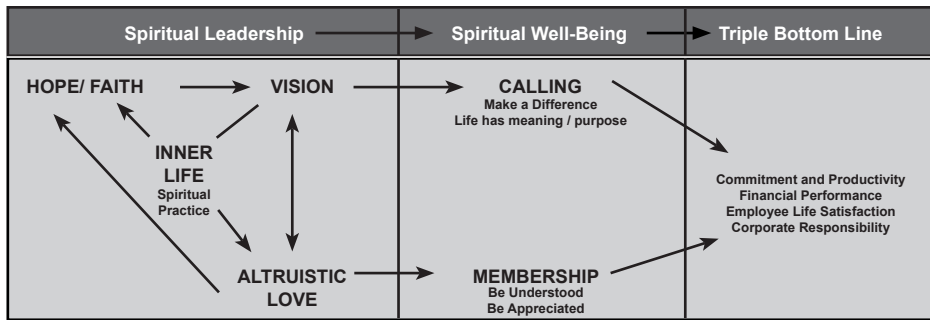 Spiritual Leadership
Spiritual Well-Being
Triple Bottom Line
HOPE/ FAITH
VISION
INNER
LIFE
Spiritual
Practice
ALTRUISTIC
LOVE
CALLING
Make a Difference
Life has meaning / purpose
MEMBERSHIP
Be Understood
Be Appreciated
Commitment and Productivity
Financial Performance
Employee Life Satisfaction
Corporate Responsibility